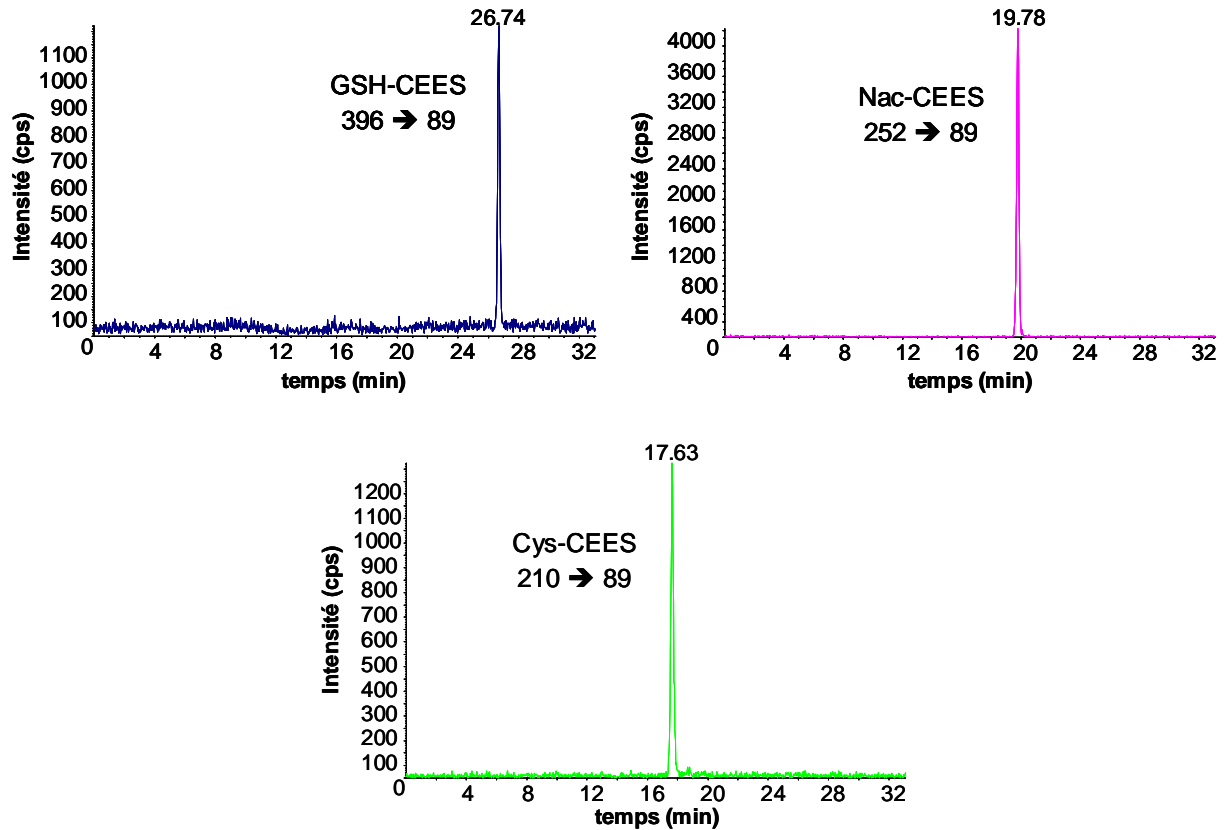 26.74
GSH-CEES
396 ➔ 89
Intensité (cps)
1100
1000
900
800
700
600
500
400
300
200
100
0 4 8 12 16 20 24 28 32
temps (min)
19.78
Nac-CEES
252 ➔ 89
Intensité (cps)
4000
3600
3200
2800
2400
2000
1600
1200
800
400
0 4 8 12 16 20 24 28 32
temps (min)
17.63
Cys-CEES
210 ➔ 89
Intensité (cps)
1200
1100
1000
900
800
700
600
500
400
300
200
100
0 4 8 12 16 20 24 28 32
temps (min)